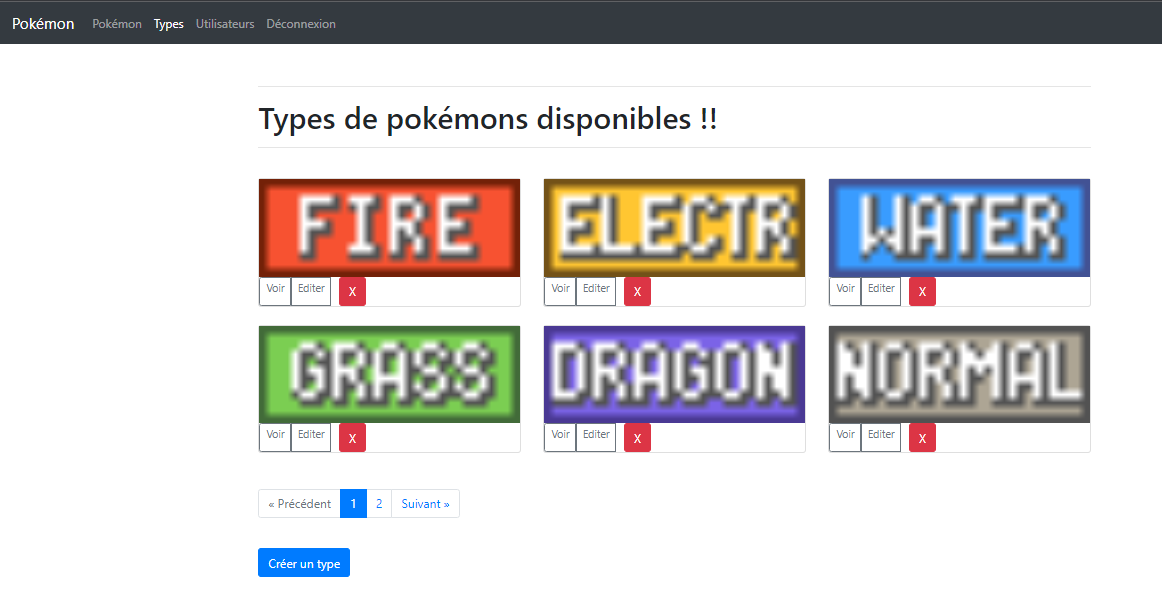 Pokémon Pokémon Types Utilisateurs Déconnexion
Types de pokémons disponibles !!
FIRE ELECTR WATER
Voir Editer X Voir Editer X Voir Editer X
GRASS DRAGON NORMAL
Voir Editer X Voir Editer X Voir Editer X
« Précédent 1 2 Suivant »
Créer un type